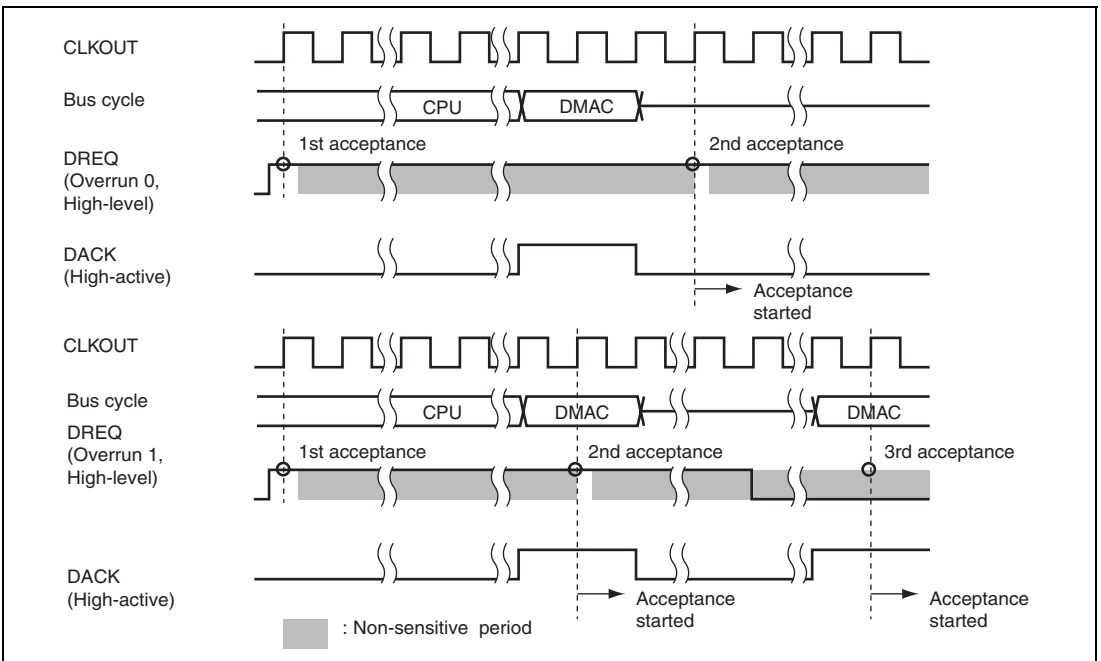 CLKOUT
Bus cycle
CPU
DMAC
DREQ
(Overrun 0,
High-level)
1st acceptance
2nd acceptance
DACK
(High-active)
Acceptance
started
CLKOUT
Bus cycle
CPU
DMAC
DMAC
DREQ
(Overrun 1,
High-level)
1st acceptance
2nd acceptance
3rd acceptance
DACK
(High-active)
Acceptance
started
Acceptance
started
: Non-sensitive period